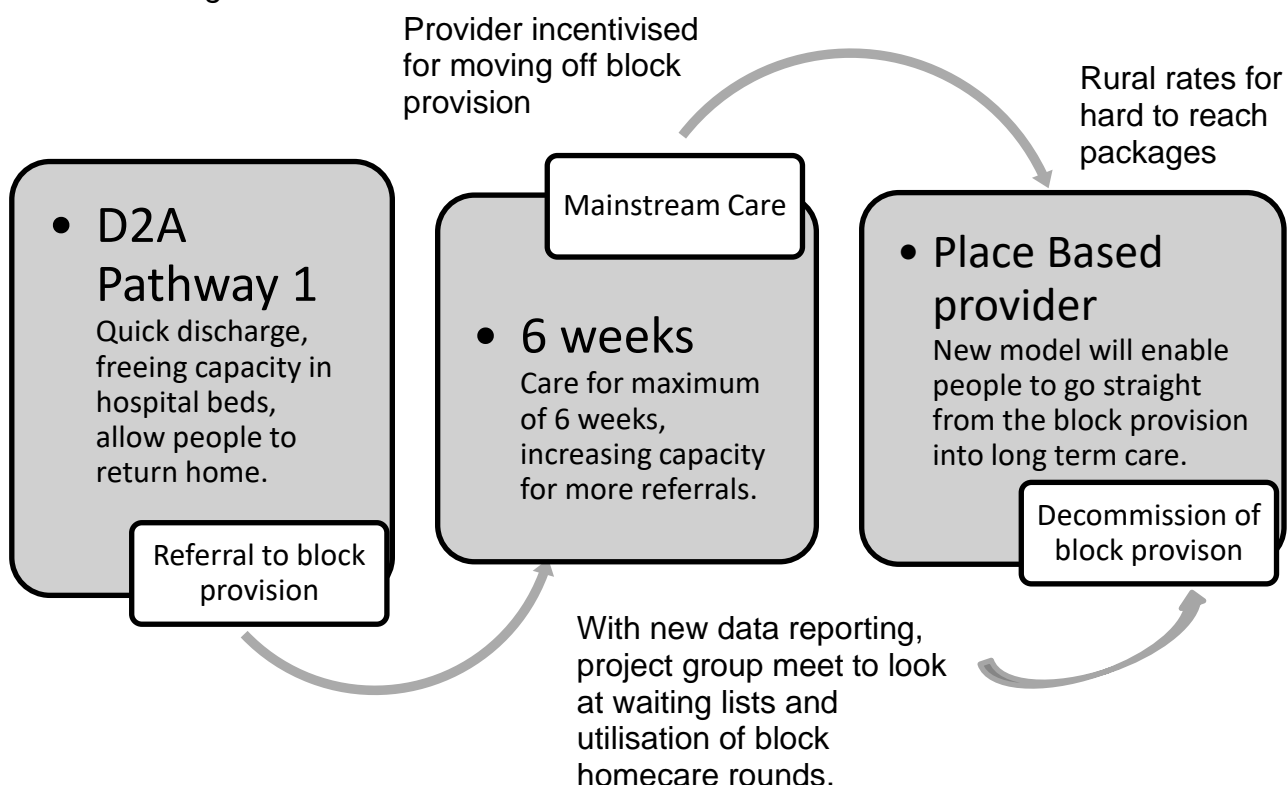 Provider incentivised
for moving off block
provision
Rural rates for
hard to reach
packages
• D2A
Pathway 1
Quick discharge,
freeing capacity in
hospital beds,
allow people to
return home.
Referral to block
provision
Mainstream Care
• 6 weeks
Care for maximum
of 6 weeks,
increasing capacity
for more referrals.
• Place Based
provider
New model will enable
people to go straight
from the block provision
into long term care.
Decommission of
block provison
With new data reporting,
project group meet to look
at waiting lists and
utilisation of block
homecare rounds.